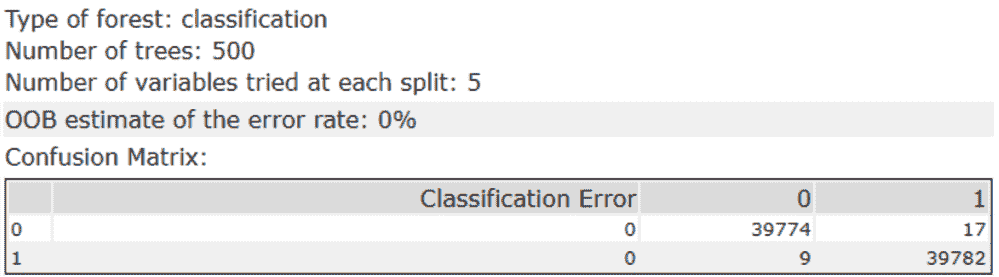 Type of forest: classification
Number of trees: 500
Number of variables tried at each split: 5
OOB estimate of the error rate: 0%
Confusion Matrix:
Classification Error 0 1
0 0 39774 17
1 0 9 39782